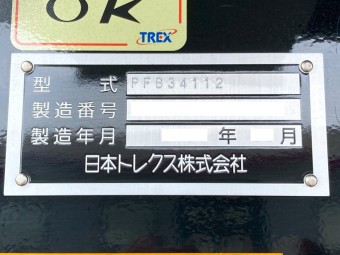 OK
TREX
型式 PFB34112
製造番号
製造年月 年 月
日本トレクス株式会社